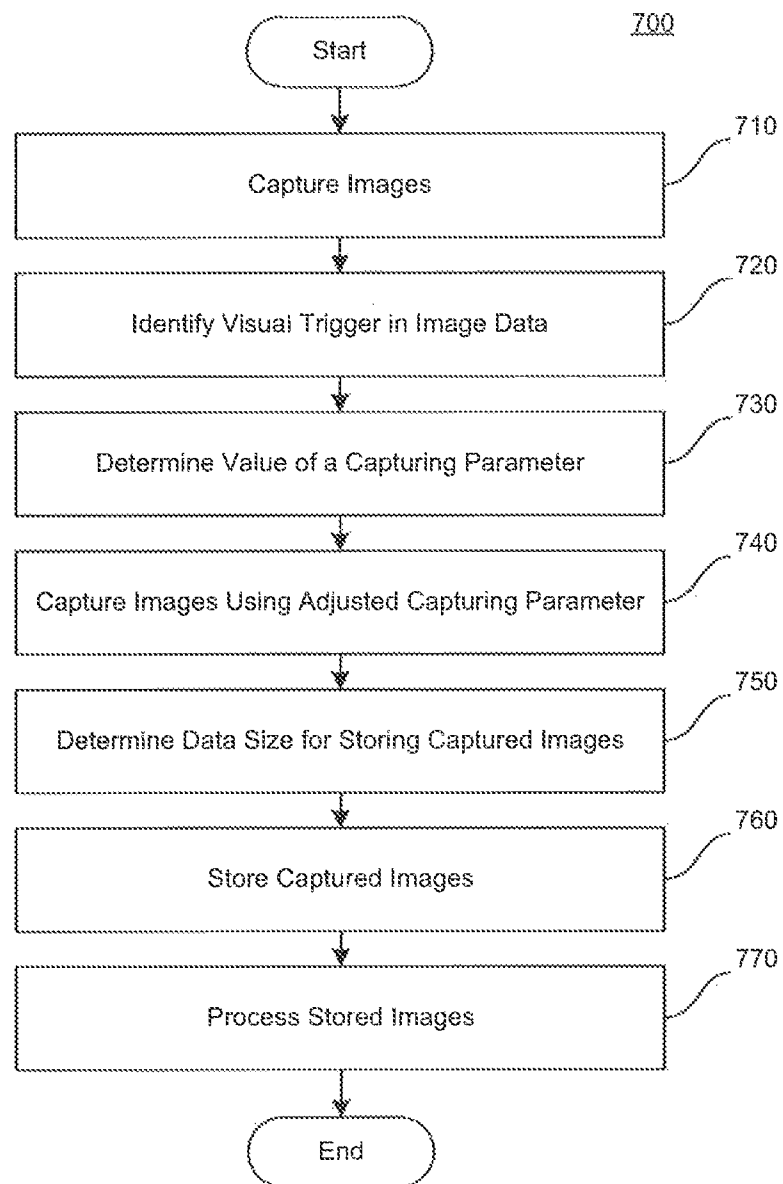 700
Start
710
Capture Images
720
Identify Visual Trigger in Image Data
730
Determine Value of a Capturing Parameter
740
Capture Images Using Adjusted Capturing Parameter
750
Determine Data Size for Storing Captured Images
760
Store Captured Images
770
Process Stored Images
End